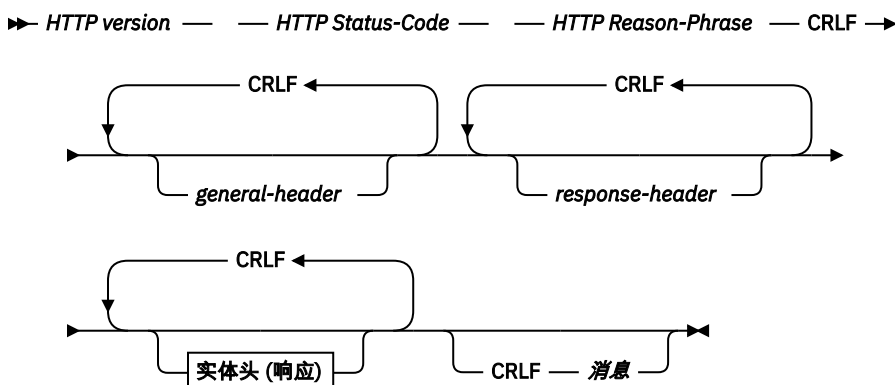 HTTP version HTTP Status-Code HTTP Reason-Phrase CRLF
CRLF CRLF
general-header response-header
CRLF
实体头 (响应) CRLF 消息